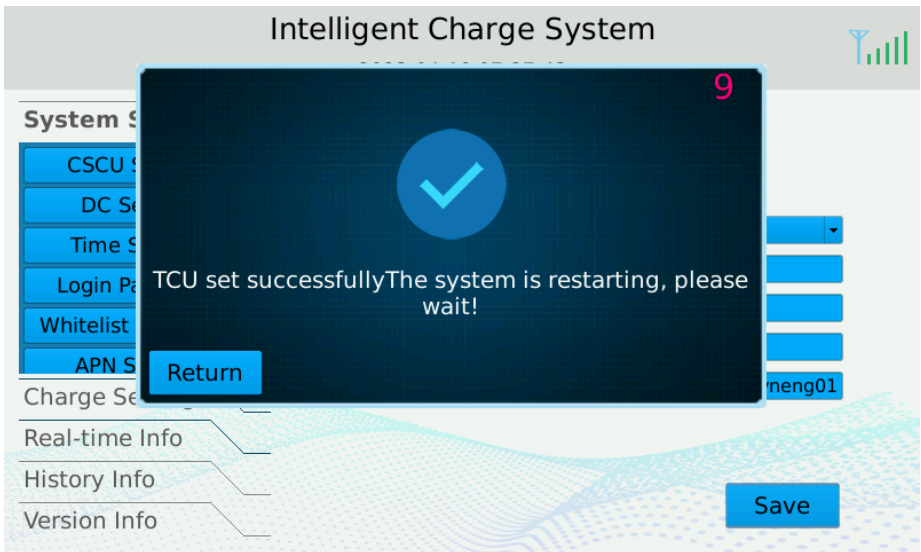 Intelligent Charge System
9
System S
CSCU S
DC Se
Time S
Login Pa
Whitelist
APN S
TCU set successfullyThe system is restarting, please
wait!
Return
neng01
Charge Se
Real-time Info
History Info
Version Info
Save